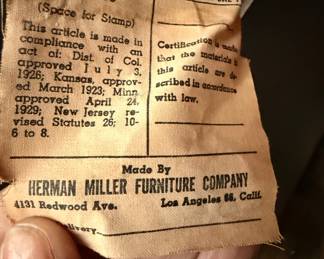 (Space for Stamp)
This article is made in
compliance with an
act of: Dist. of Col.
approved July 3,
1926; Kansas, approv-
ed March 1923; Minn.
approved April 24,
1929; New Jersey re-
vised Statutes 26; 10-
6 to 8.
Certification is made
that the materials in
this article are de-
scribed in accordance
with law.
Made By
HERMAN MILLER FURNITURE COMPANY
4131 Redwood Ave. Los Angeles 66, Calif.